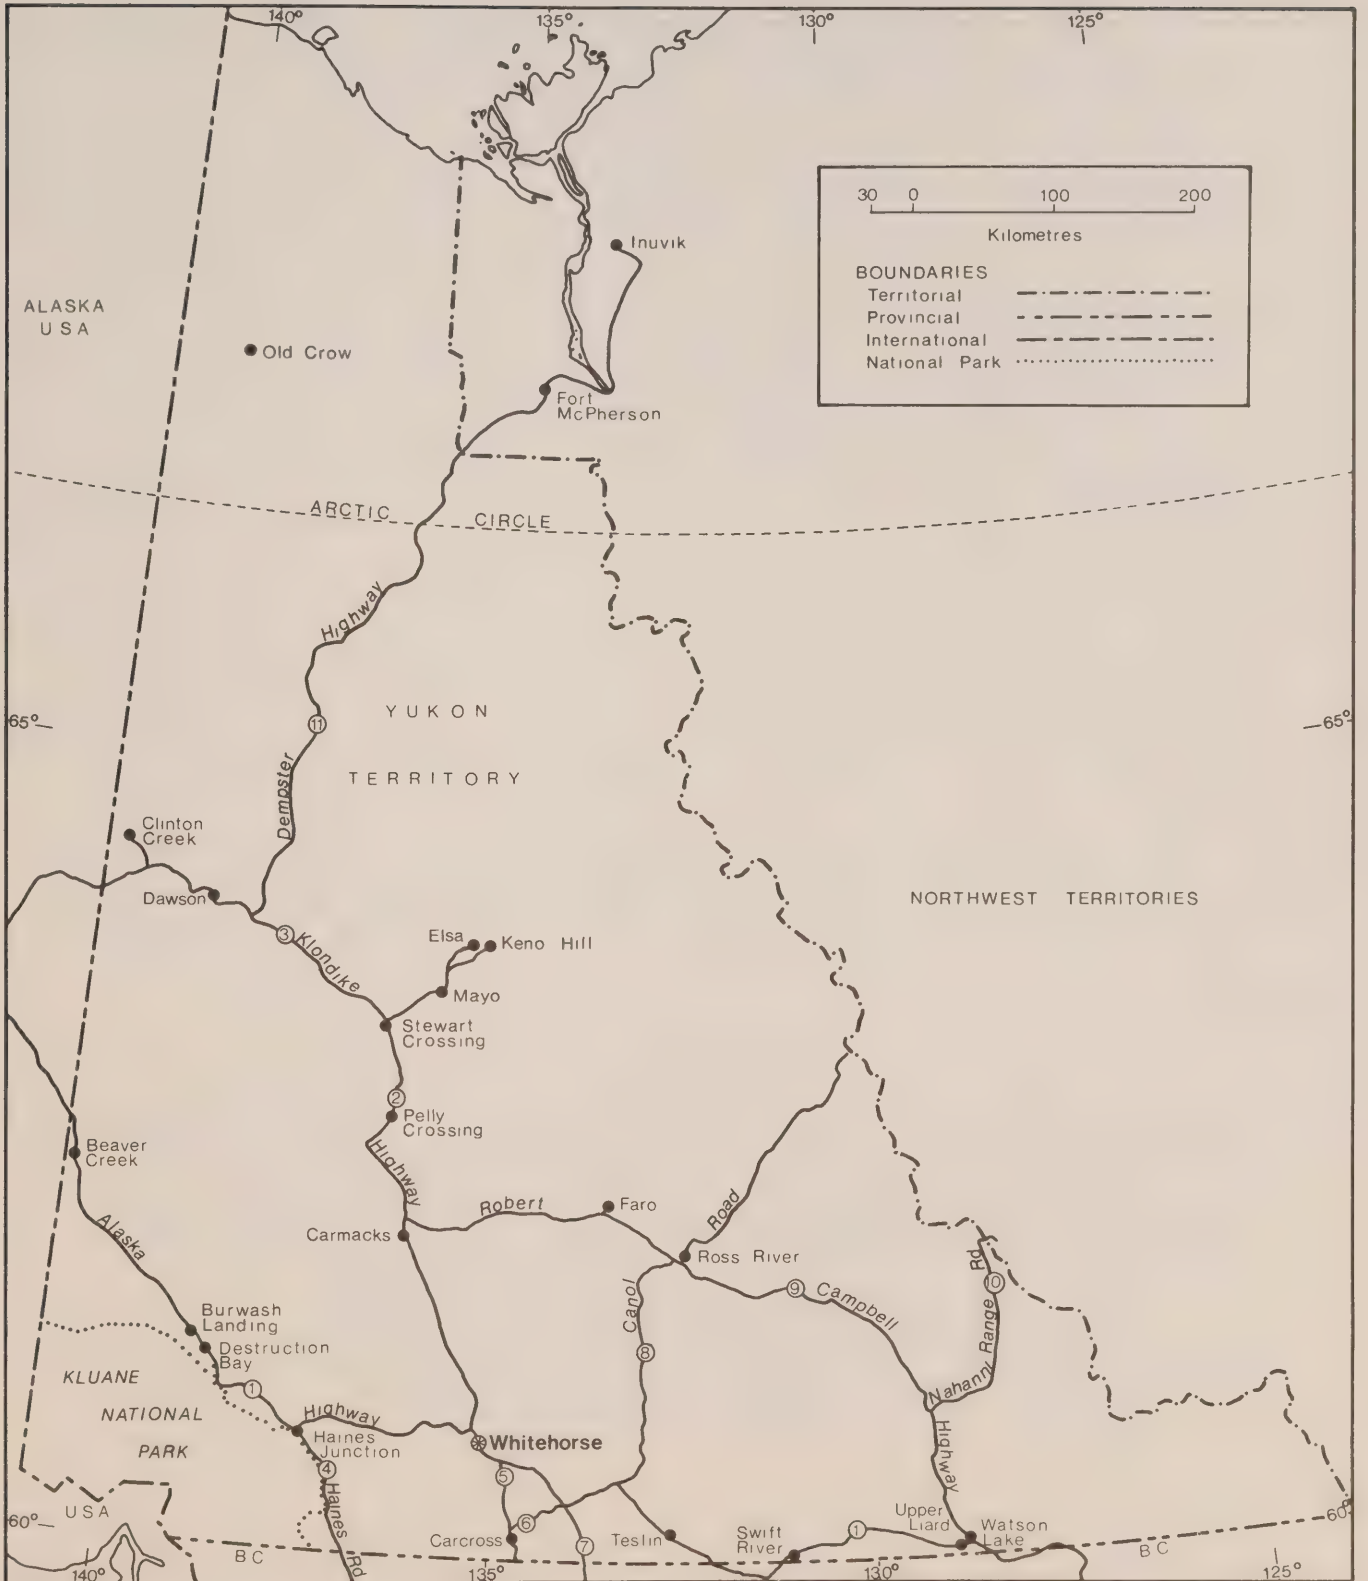 140°
135°
130°
125°
30 0 100 200
Kilometres
BOUNDARIES
Territorial
Provincial
International
National Park
Inuvik
ALASKA
USA
Old Crow
Fort
McPherson
ARCTIC CIRCLE
Highway
YUKON
65°
65°
11
TERRITORY
Dempster
Clinton
Creek
Dawson
NORTHWEST TERRITORIES
3
Klondike
Elsa
Keno Hill
Mayo
Stewart
Crossing
2
Pelly
Crossing
Beaver
Creek
Highway
Robert
Faro
Road
Alaska
Carmacks
Ross River
Rd
10
9
Campbell
Canol
Nahanni Range
Burwash
Landing
Destruction
Bay
8
KLUANE
NATIONAL
PARK
1
Highway
Haines
Junction
Whitehorse
Highway
4
Haines
Rd
5
USA
60°
60°
6
Carcross
7
Teslin
Swift
River
1
Upper
Liard
Watson
Lake
BC
BC
140°
135°
130°
125°